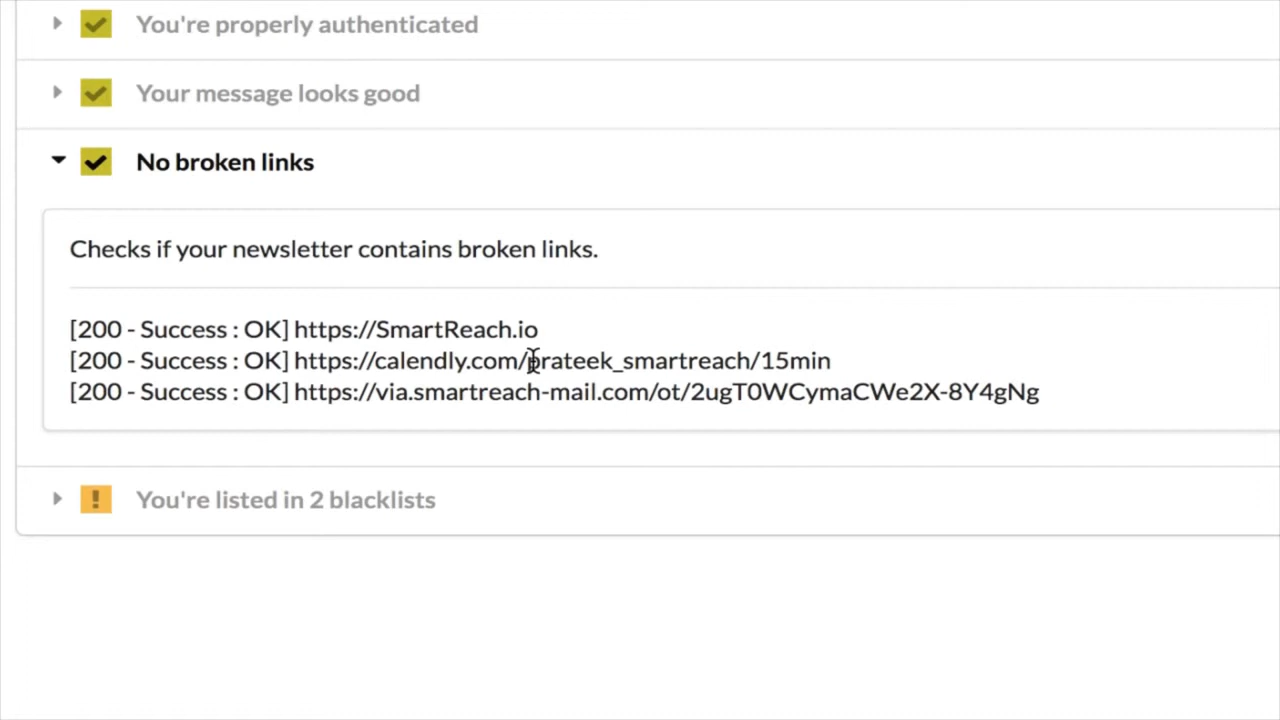 You're properly authenticated
Your message looks good
No broken links
Checks if your newsletter contains broken links.
[200 - Success : OK] https://SmartReach.io
[200 - Success : OK] https://calendly.com/prateek_smartreach/15min
[200 - Success : OK] https://via.smartreach-mail.com/ot/2ugT0WCymaCWe2X-8Y4gNg
You're listed in 2 blacklists